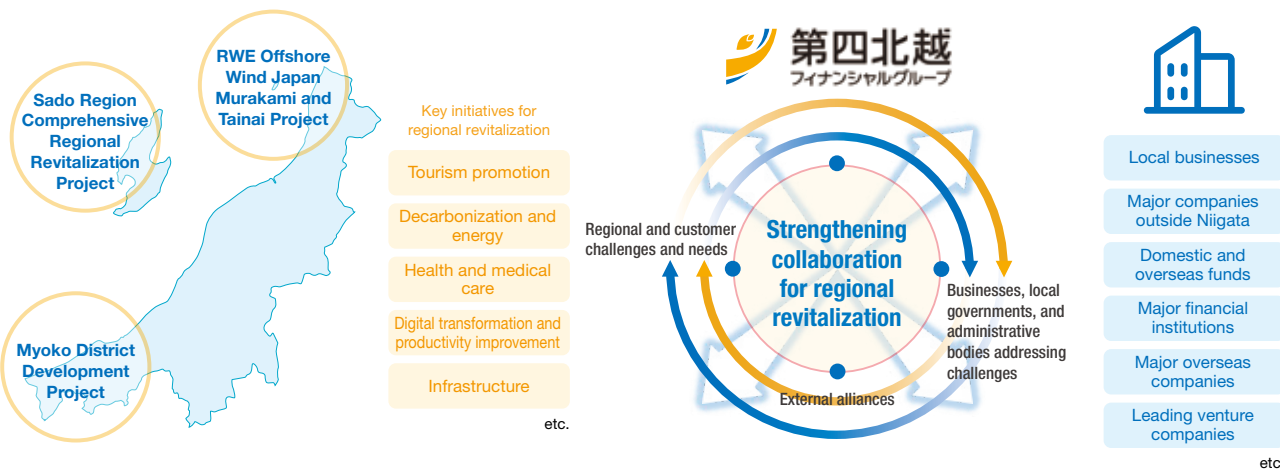 RWE Offshore
Wind Japan
Murakami and
Tainai Project
Sado Region
Comprehensive
Regional
Revitalization
Project
Myoko District
Development
Project
Key initiatives for
regional revitalization
Tourism promotion
Decarbonization and
energy
Health and medical
care
Digital transformation and
productivity improvement
Infrastructure
etc.
第四北越
フィナンシャルグループ
Regional and customer
challenges and needs
Strengthening
collaboration
for regional
revitalization
Businesses, local
governments, and
administrative
bodies addressing
challenges
External alliances
Local businesses
Major companies
outside Niigata
Domestic and
overseas funds
Major financial
institutions
Major overseas
companies
Leading venture
companies
etc